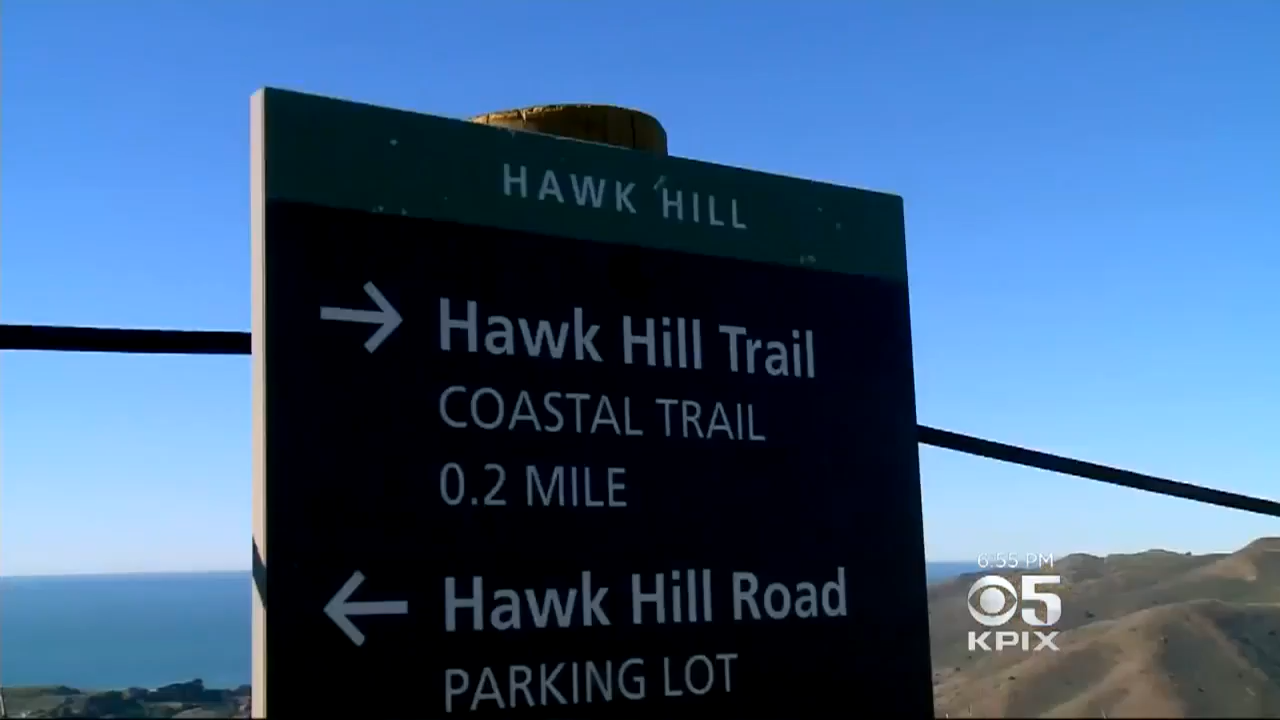 HAWK HILL
→ Hawk Hill Trail
COASTAL TRAIL
0.2 MILE
← Hawk Hill Road
PARKING LOT
6:55 PM
5
KPIX